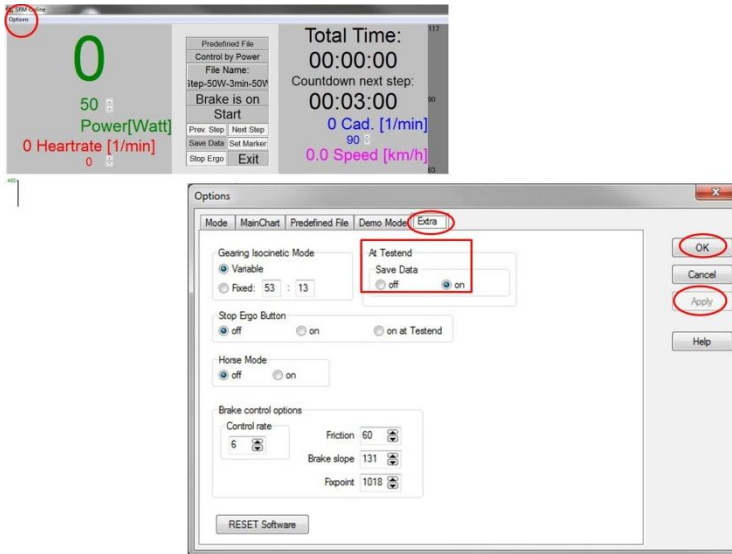 SRM-Online
Options
0
50
Power[Watt]
0 Heartrate [1/min]
0
Predefined File
Control by Power
File Name:
Step-50W-3min-50W
Brake is on
Start
Prev. Step Next Step
Save Data Set Marker
Stop Ergo Exit
Total Time:
00:00:00
Countdown next step:
00:03:00
0 Cad. [1/min]
90
0.0 Speed [km/h]
117
90
63
Options
Mode MainChart Predefined File Demo Mode Extra
Gearing Isocinetic Mode
Variable
Fixed: 53 : 13
At Testend
Save Data
off on
Stop Ergo Button
off on on at Testend
Horse Mode
off on
Brake control options
Control rate
6
Friction 60
Brake slope 131
Fixpoint 1018
RESET Software
OK
Cancel
Apply
Help